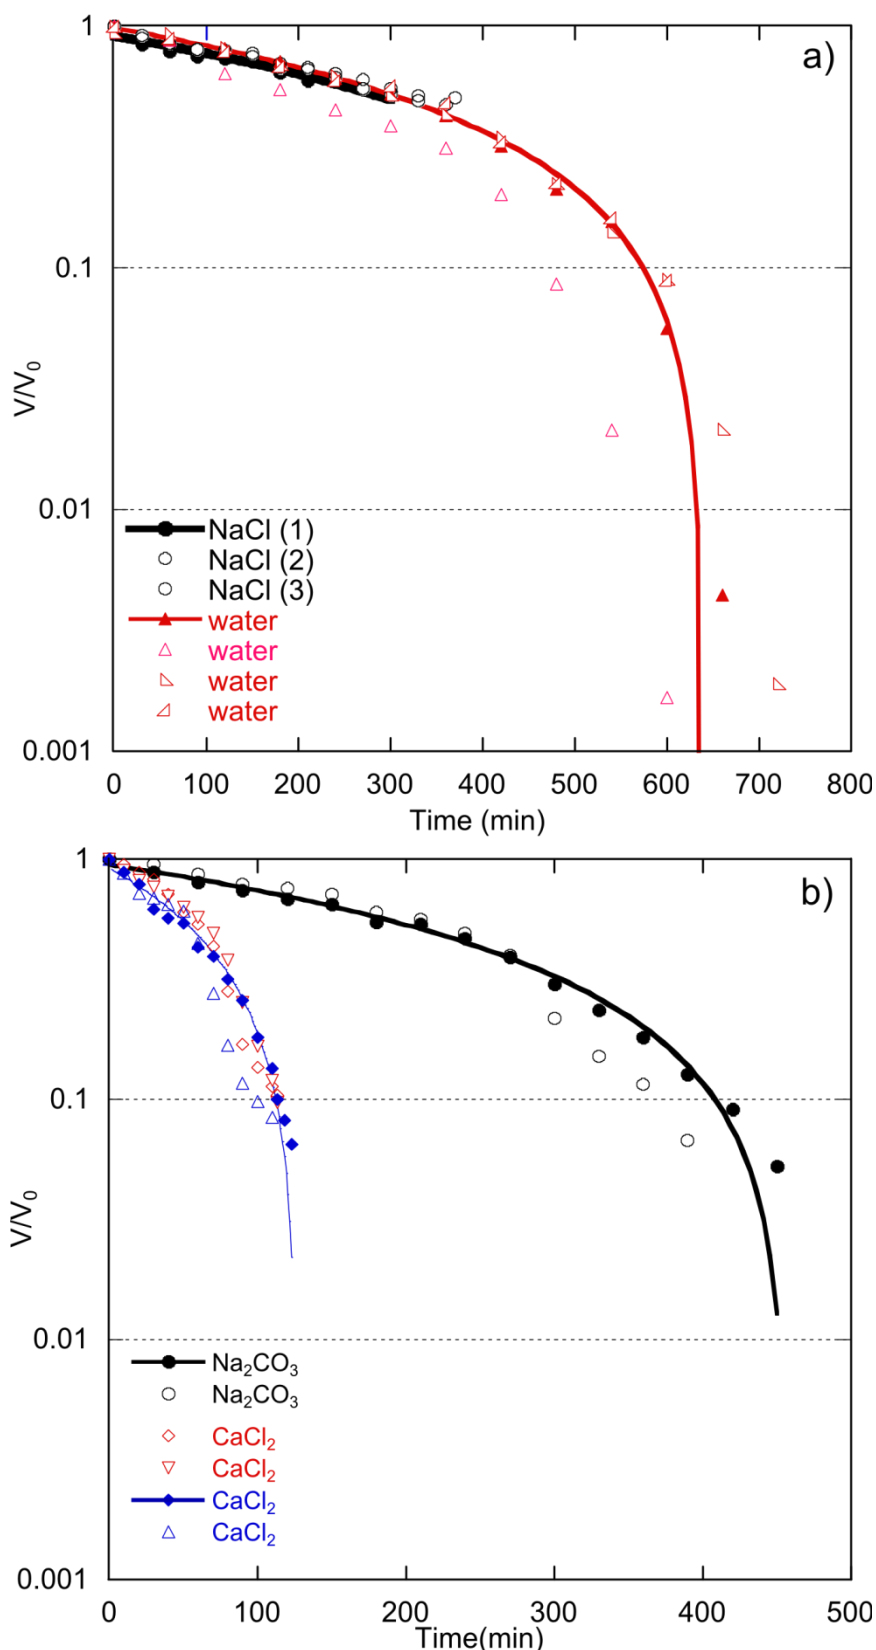 1
a)
0.1
V/V0
0.01
NaCl (1)
NaCl (2)
NaCl (3)
water
water
water
water
0.001
0 100 200 300 400 500 600 700 800
Time (min)
1
b)
0.1
V/V0
0.01
Na2CO3
Na2CO3
CaCl2
CaCl2
CaCl2
CaCl2
0.001
0 100 200 300 400 500
Time(min)